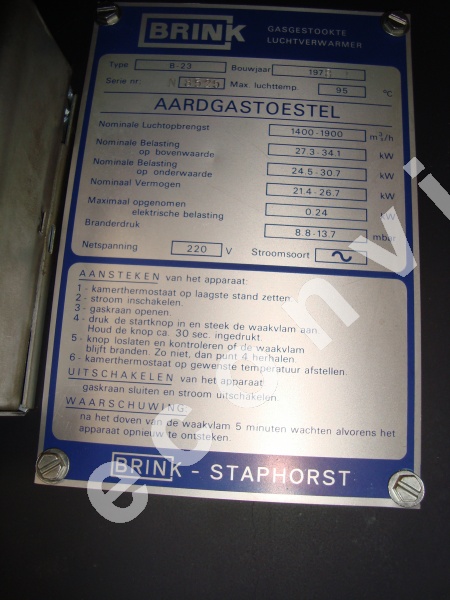 BRINK GASGESTOOKTE
LUCHTVERWARMER
Type B-23 Bouwjaar 197
Serie nr. N Max. luchttemp. 95 °C
AARDGASTOESTEL
Nominale Luchtopbrengst 1400-1900 m³/h
Nominale Belasting
op bovenwaarde 27.3-34.1 kW
Nominale Belasting
op onderwaarde 24.5-30.7 kW
Nominaal Vermogen 21.4-26.7 kW
Maximaal opgenomen
elektrische belasting 0.24 kW
Branderdruk 8.8-13.7 mbar
Netspanning 220 V Stroomsoort ~
AANSTEKEN van het apparaat:
1 - kamerthermostaat op laagste stand zetten.
2 - stroom inschakelen.
3 - gaskraan openen.
4 - druk de startknop in en steek de waakvlam aan.
Houd de knop ca. 30 sec. ingedrukt.
5 - knop loslaten en kontroleren of de waakvlam
blijft branden. Zo niet, dan punt 4 herhalen.
6 - kamerthermostaat op gewenste temperatuur afstellen.
UITSCHAKELEN van het apparaat
gaskraan sluiten en stroom uitschakelen.
WAARSCHUWING
na het doven van de waakvlam 5 minuten wachten alvorens het
apparaat opnieuw te ontsteken.
BRINK - STAPHORST